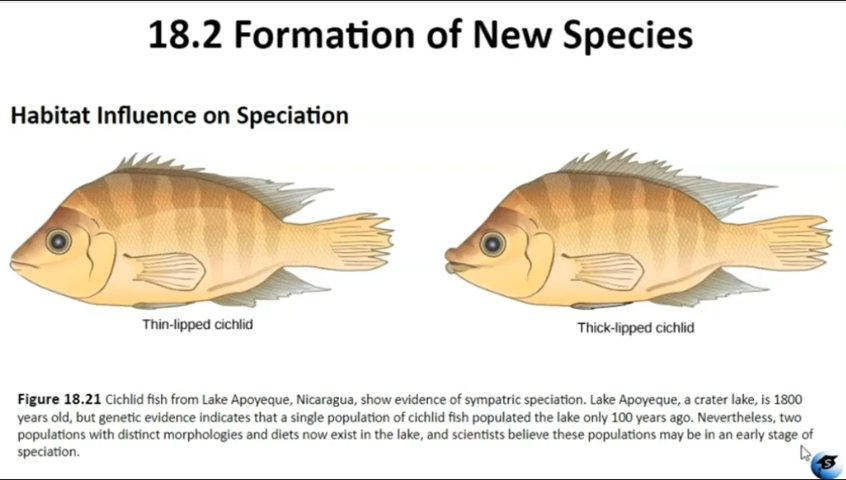 18.2 Formation of New Species
Habitat Influence on Speciation
Thin-lipped cichlid
Thick-lipped cichlid
Figure 18.21 Cichlid fish from Lake Apoyeque, Nicaragua, show evidence of sympatric speciation. Lake Apoyeque, a crater lake, is 1800
years old, but genetic evidence indicates that a single population of cichlid fish populated the lake only 100 years ago. Nevertheless, two
populations with distinct morphologies and diets now exist in the lake, and scientists believe these populations may be in an early stage of
speciation.
S